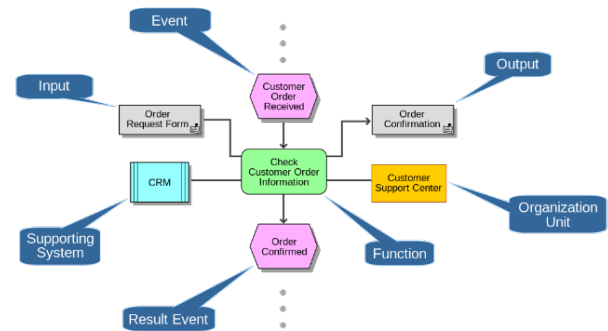 Event
Customer
Order
Received
Output
Input
Order
Request Form
Order
Confirmation
Check
Customer Order
Information
CRM
Customer
Support Center
Organization
Unit
Supporting
System
Order
Confirmed
Function
Result Event